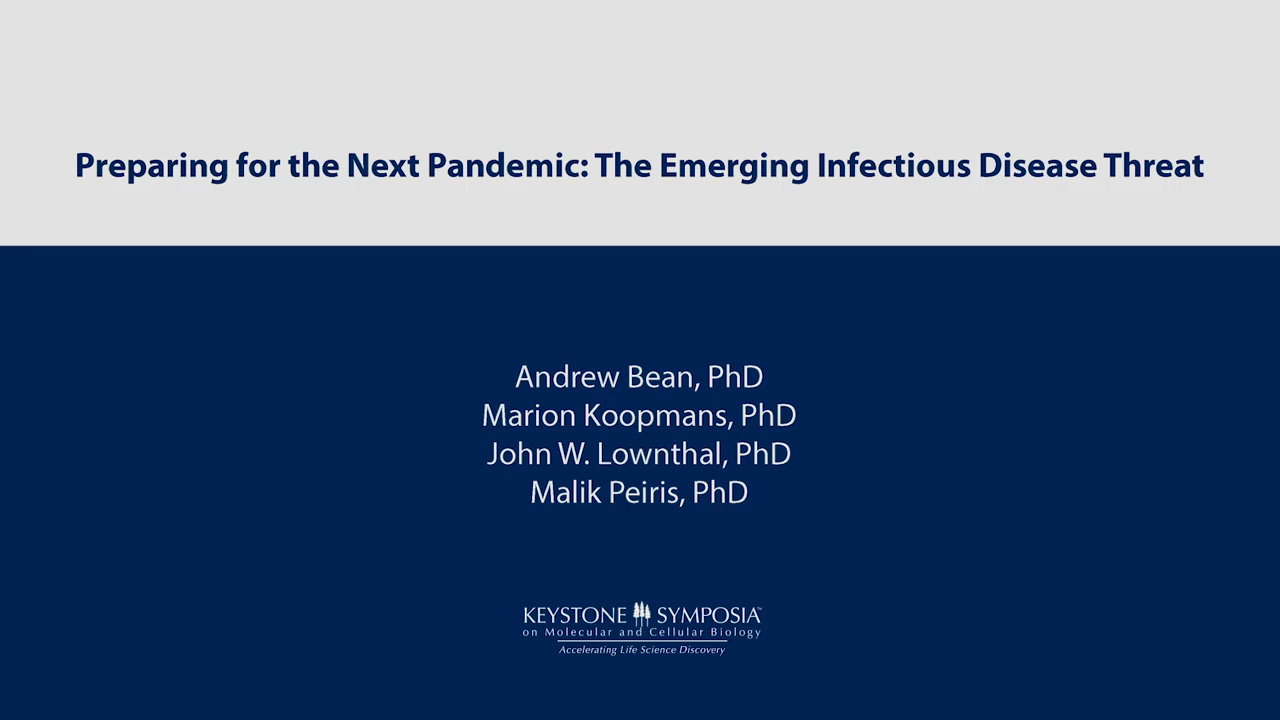 Preparing for the Next Pandemic: The Emerging Infectious Disease Threat
Andrew Bean, PhD
Marion Koopmans, PhD
John W. Lownthal, PhD
Malik Peiris, PhD
KEYSTONE SYMPOSIA™
on Molecular and Cellular Biology
Accelerating Life Science Discovery